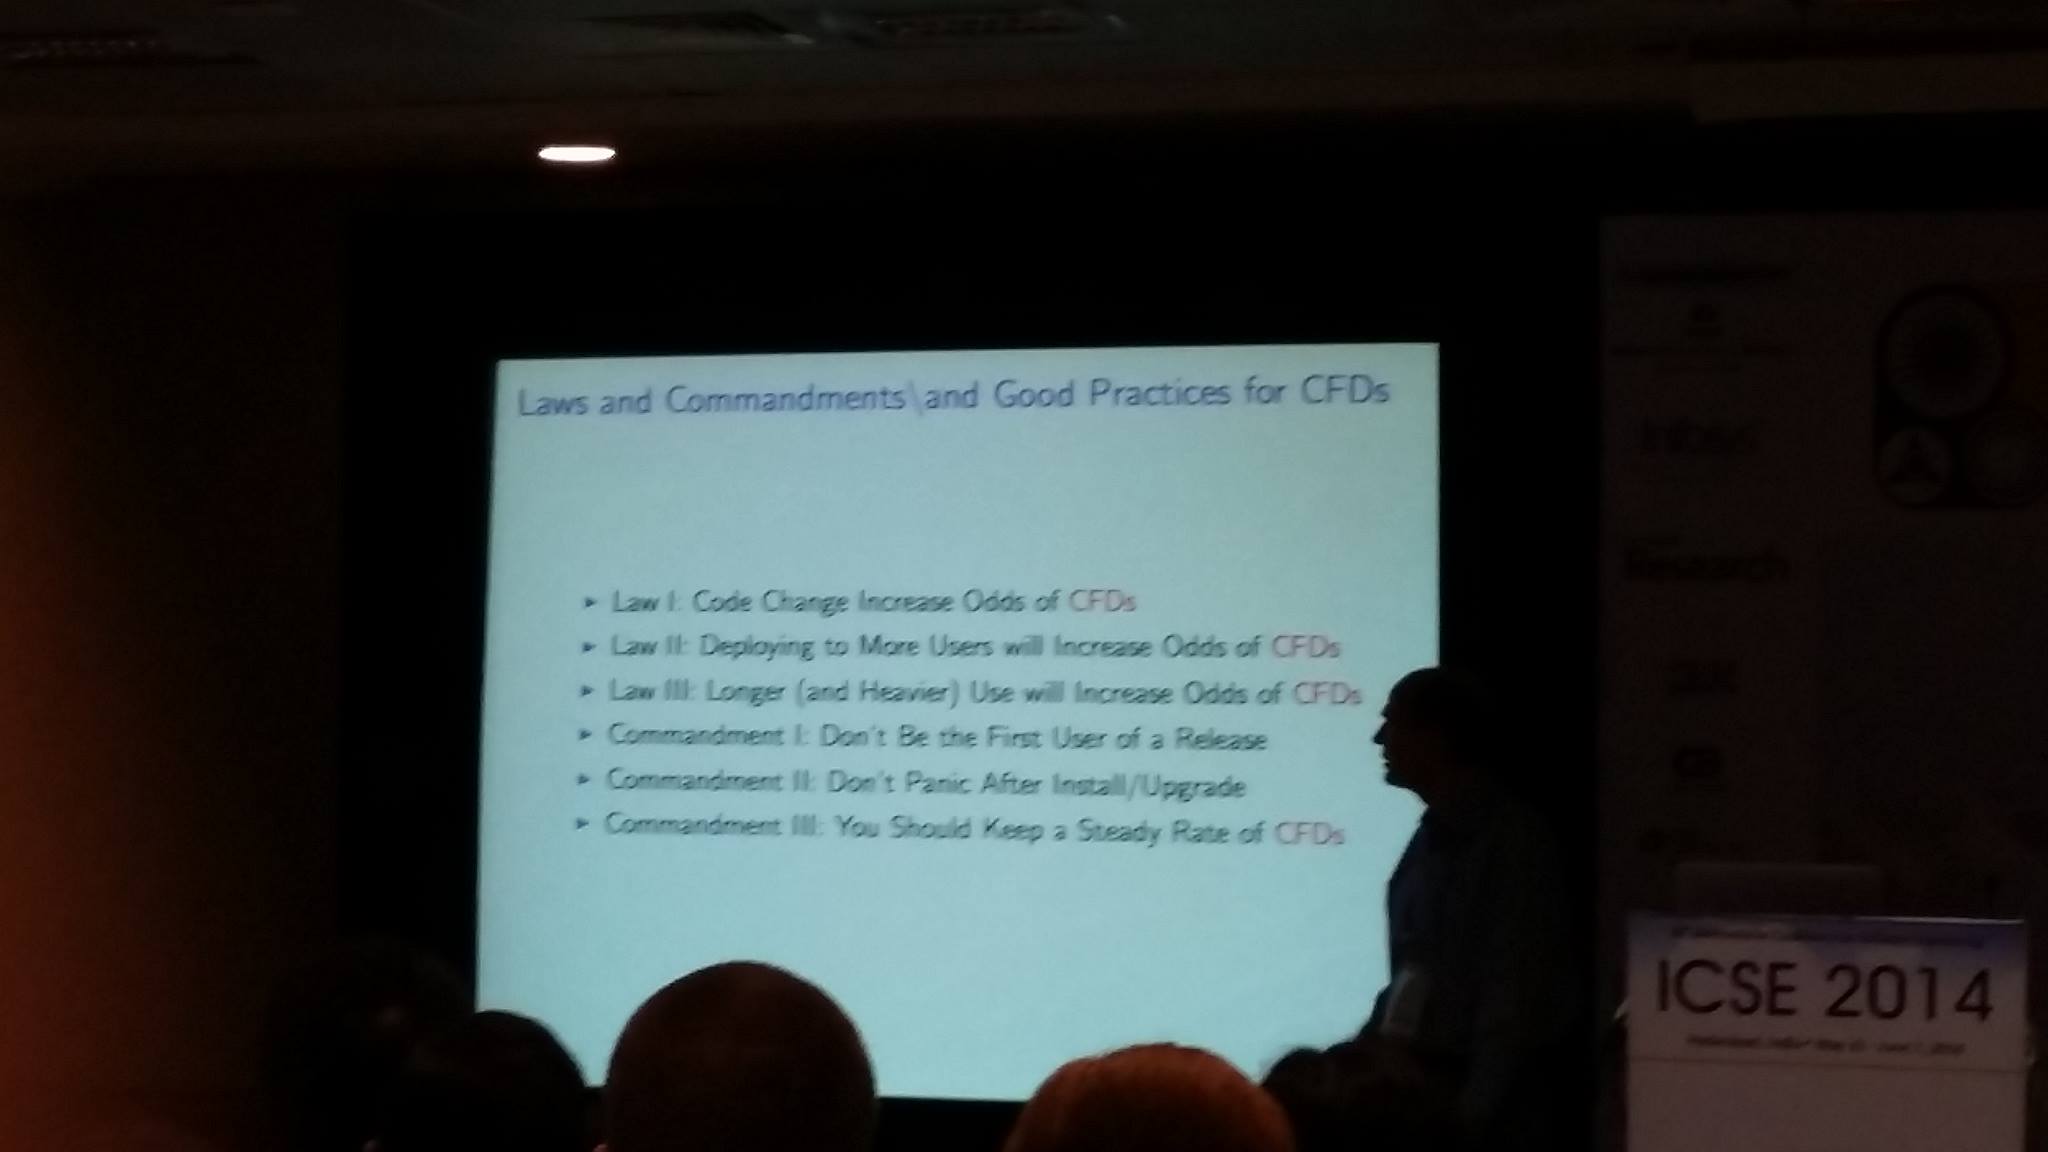 Laws and Commandments\and Good Practices for CFDs
► Law I: Code Change Increase Odds of CFDs
► Law II: Deploying to More Users will Increase Odds of CFDs
► Law III: Longer (and Heavier) Use will Increase Odds of CFDs
► Commandment I: Don't Be the First User of a Release
► Commandment II: Don't Panic After Install/Upgrade
► Commandment III: You Should Keep a Steady Rate of CFDs
Infosys
Research
ICSE 2014